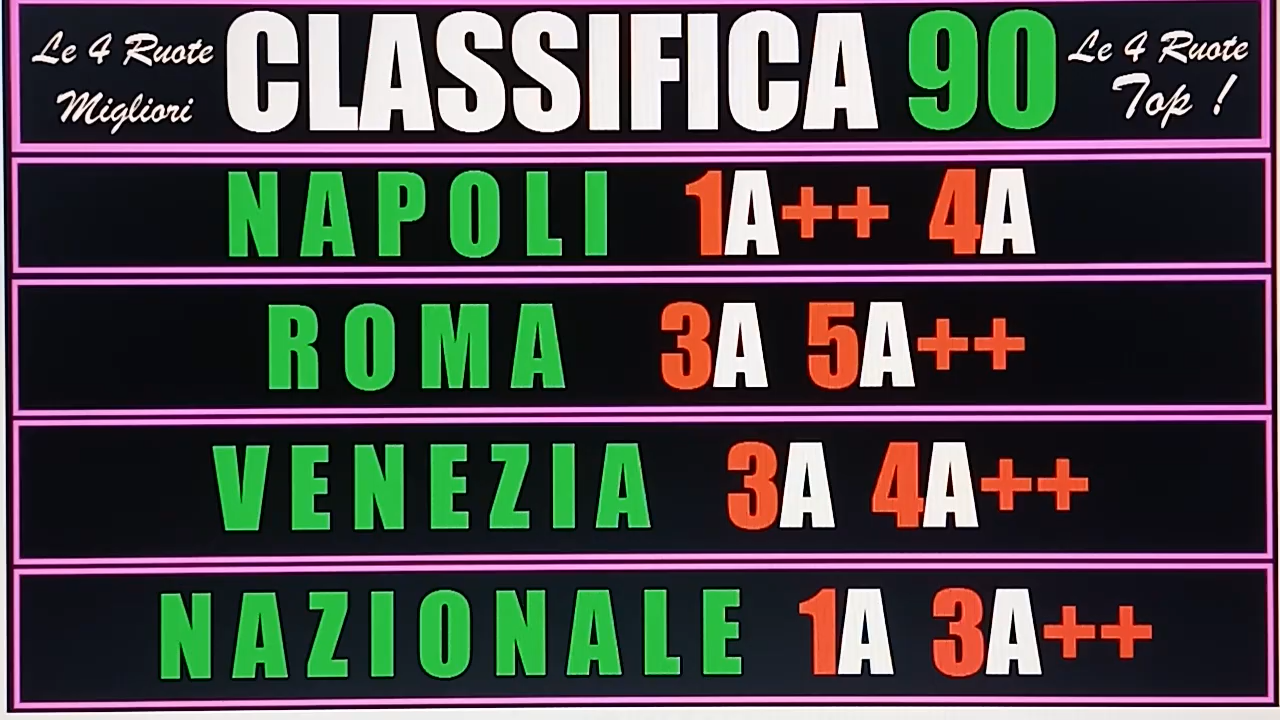 Le 4 Ruote Migliori
CLASSIFICA 90
Le 4 Ruote Top !
NAPOLI 1A++ 4A
ROMA 3A 5A++
VENEZIA 3A 4A++
NAZIONALE 1A 3A++